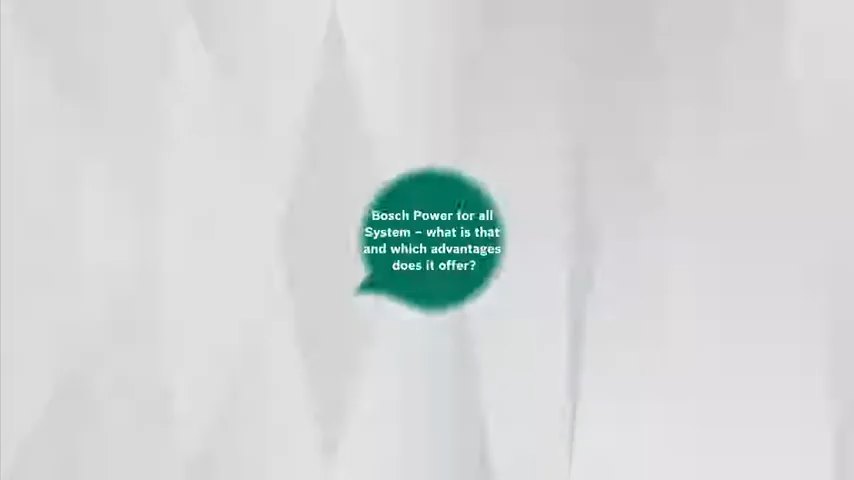 Bosch Power for all
System – what is that
and which advantages
does it offer?